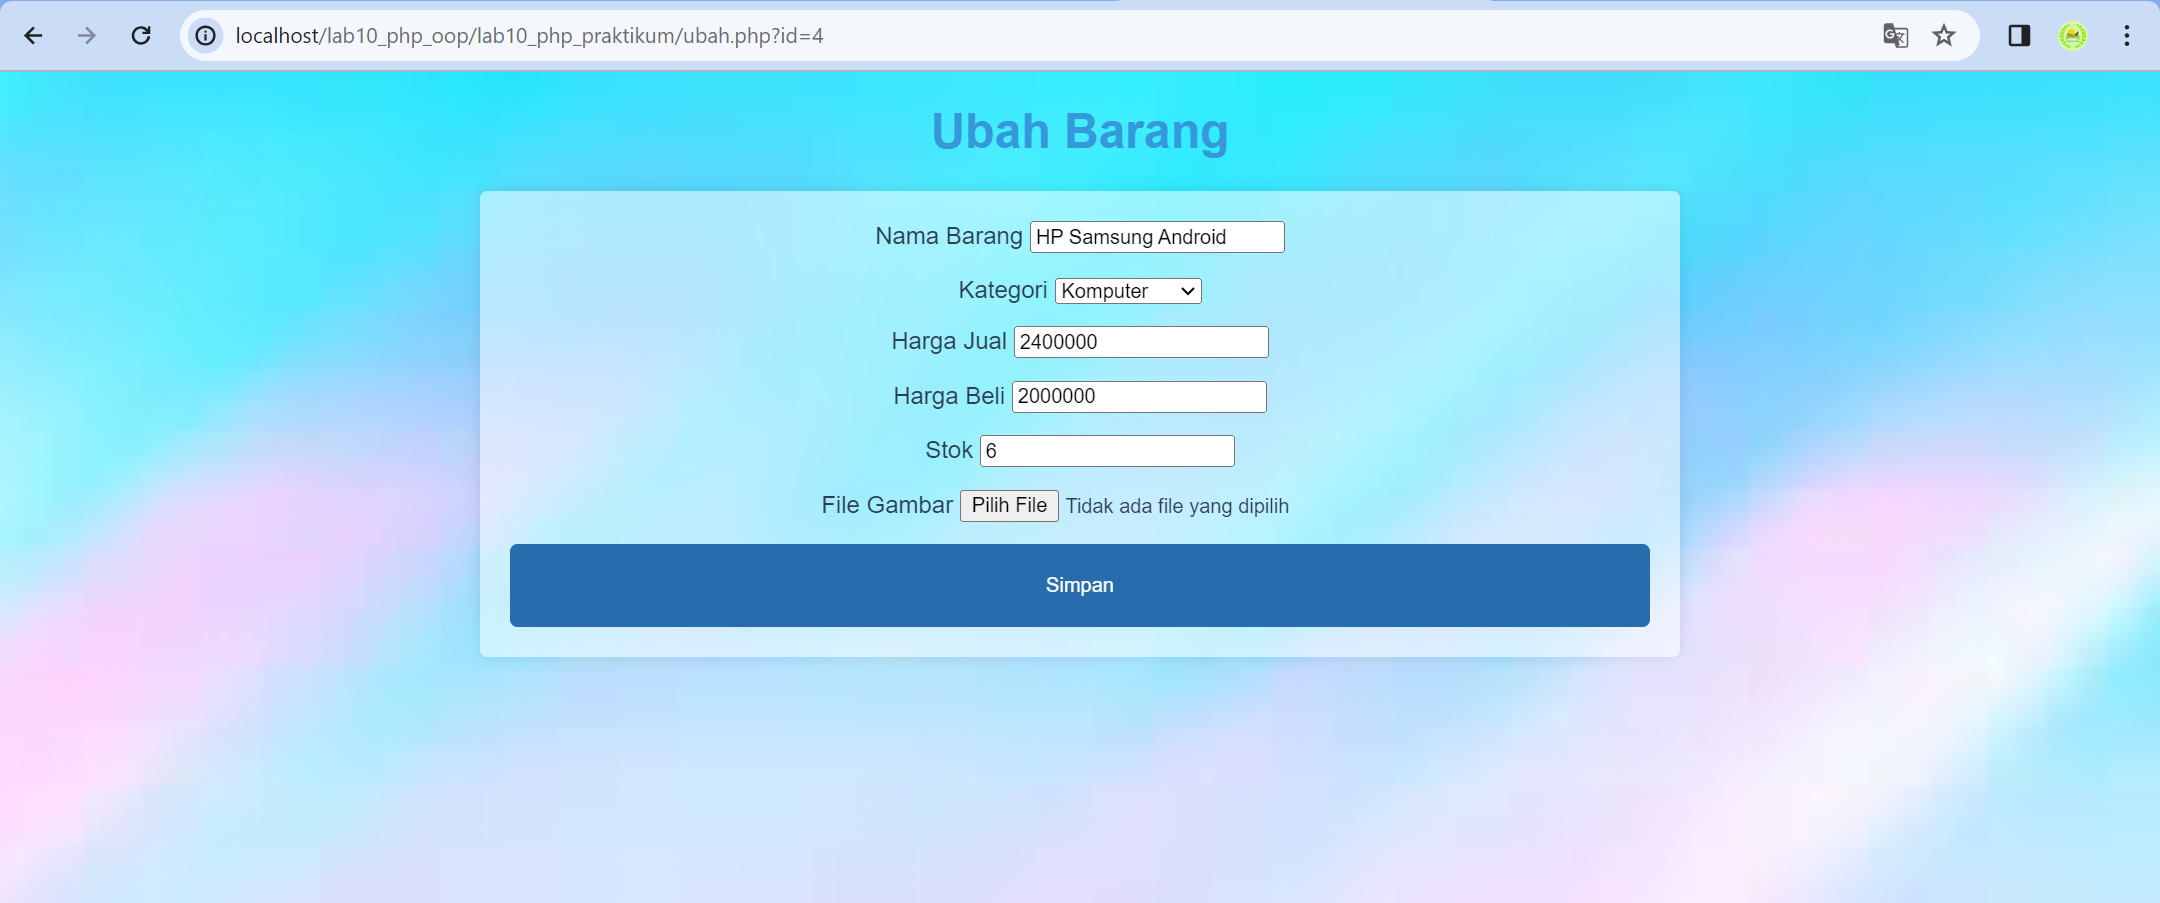 localhost/lab10_php_oop/lab10_php_praktikum/ubah.php?id=4
Ubah Barang
Nama Barang HP Samsung Android
Kategori Komputer
Harga Jual 2400000
Harga Beli 2000000
Stok 6
File Gambar Pilih File Tidak ada file yang dipilih
Simpan